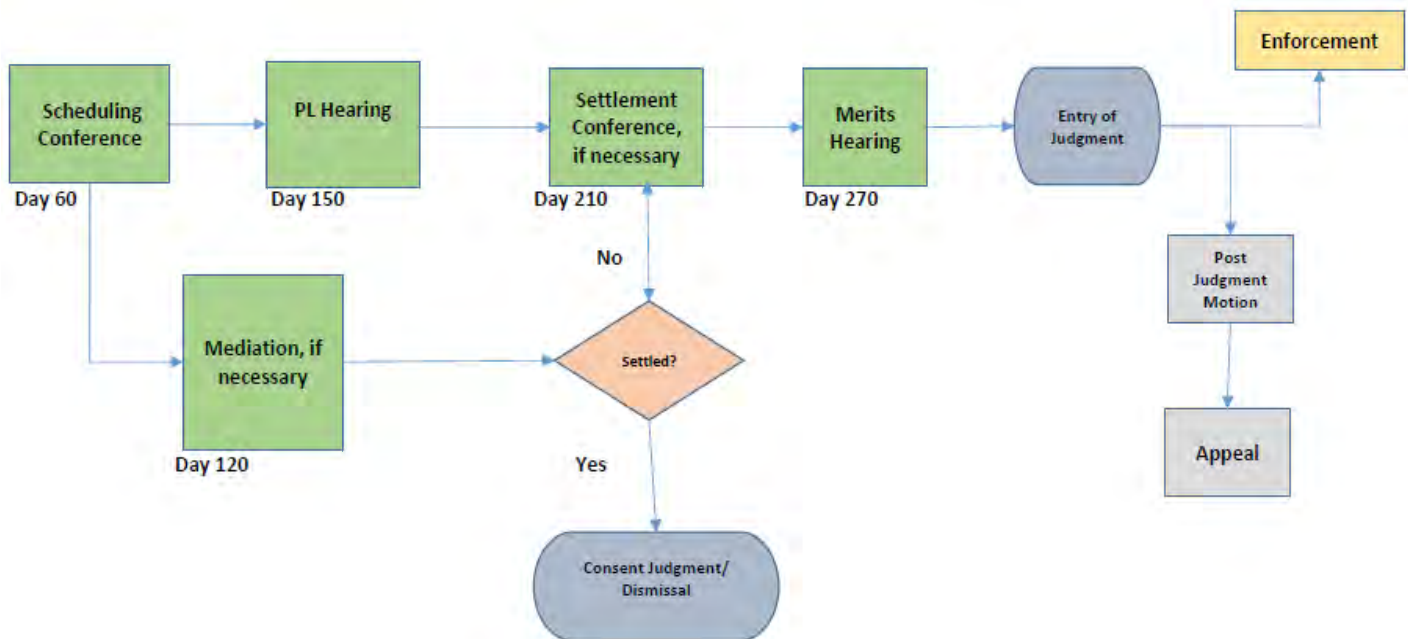 Enforcement
Scheduling
Conference
Day 60
PL Hearing
Day 150
Settlement
Conference,
if necessary
Day 210
Merits
Hearing
Day 270
Entry of
Judgment
No
Post
Judgment
Motion
Mediation, if
necessary
Day 120
Settled?
Appeal
Yes
Consent Judgment/
Dismissal